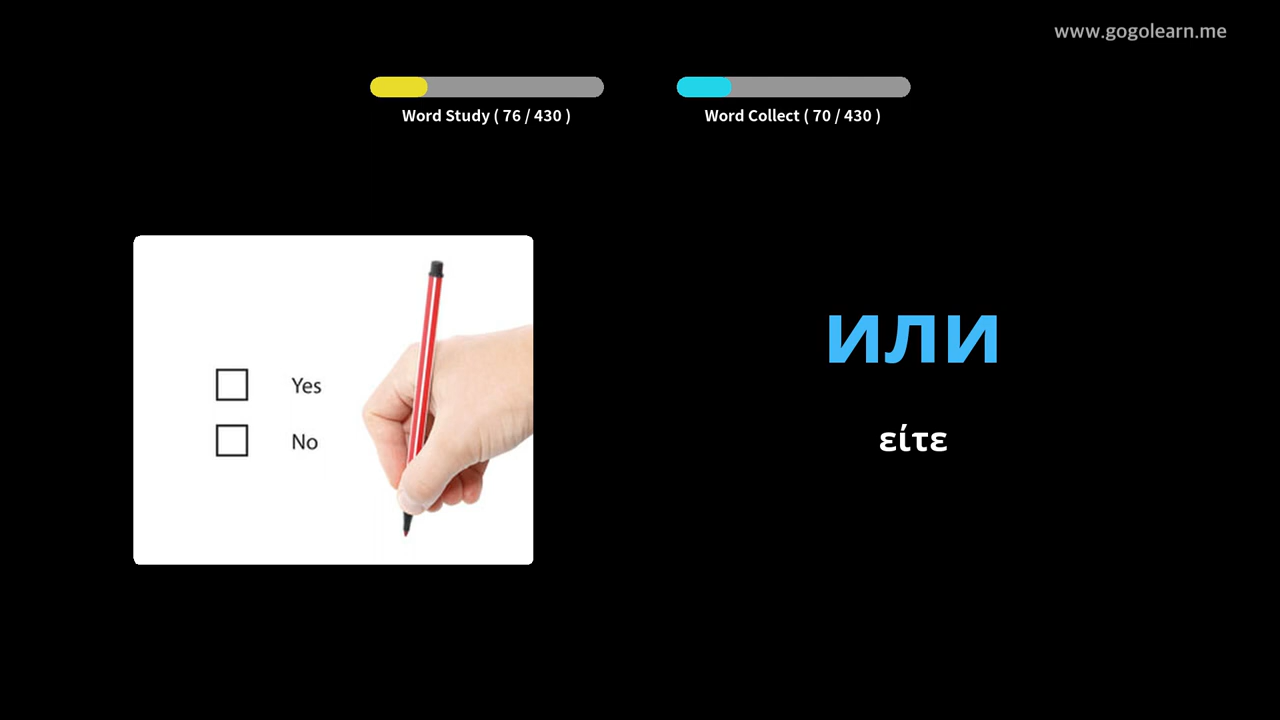 www.gogolearn.me
Word Study ( 76 / 430 )
Word Collect ( 70 / 430 )
Yes
No
или
είτε